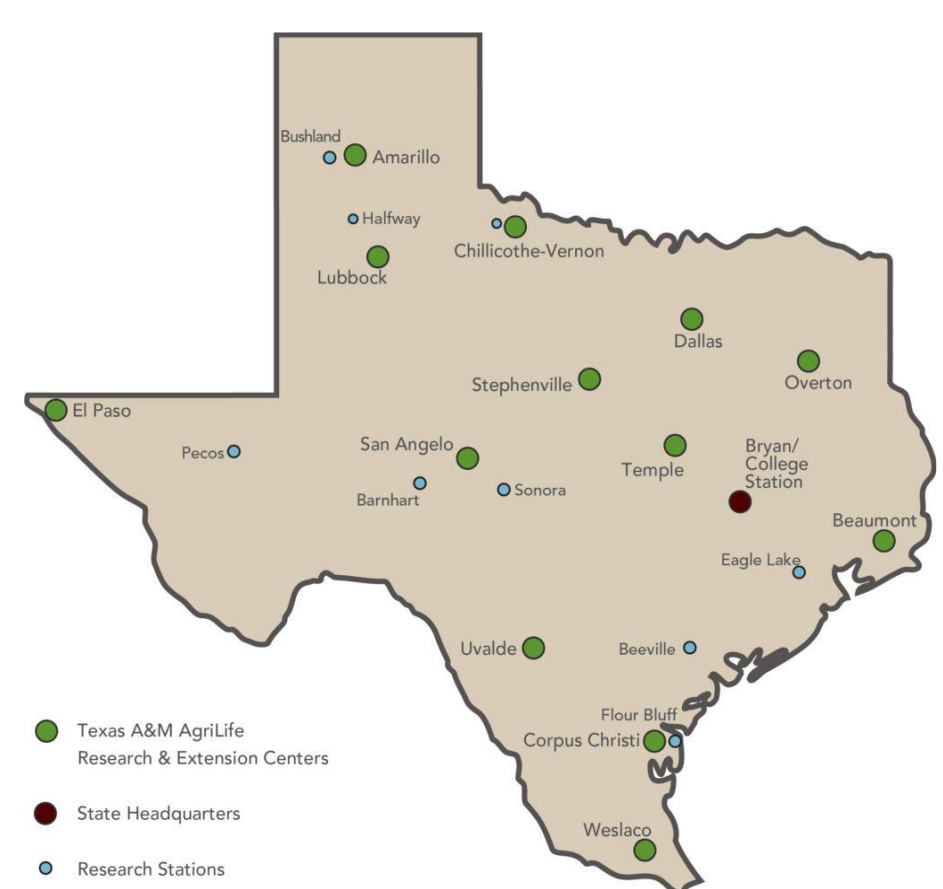 Bushland
Amarillo
Halfway
Chillicothe-Vernon
Lubbock
Dallas
Overton
Stephenville
El Paso
Pecos
San Angelo
Barnhart
Sonora
Temple
Bryan/
College
Station
Beaumont
Eagle Lake
Uvalde
Beeville
Flour Bluff
Corpus Christi
Weslaco
Texas A&M AgriLife
Research & Extension Centers
State Headquarters
Research Stations